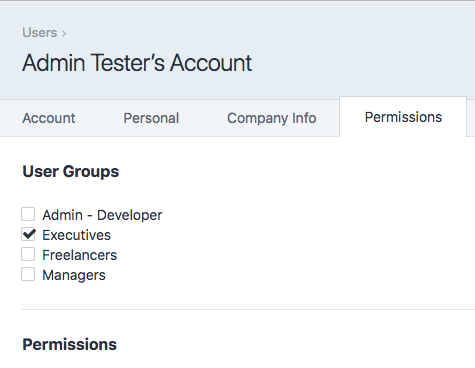 Users ›
Admin Tester’s Account
Account Personal Company Info Permissions
User Groups
Admin - Developer
Executives
Freelancers
Managers
Permissions